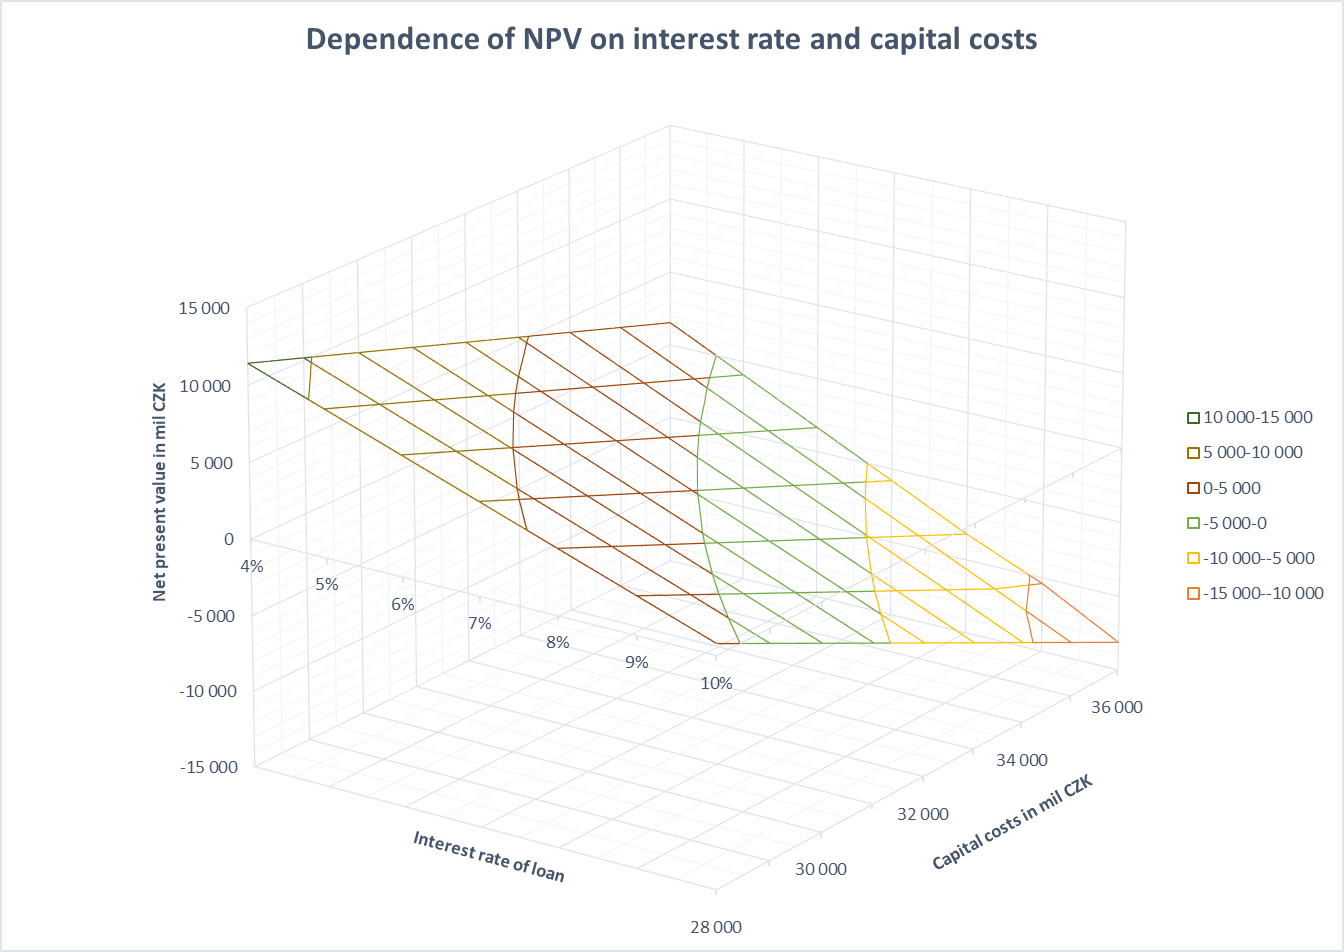 Dependence of NPV on interest rate and capital costs
Net present value in mil CZK
15 000
10 000
5 000
0
-5 000
-10 000
-15 000
4%
5%
6%
7%
8%
9%
10%
Interest rate of loan
28 000
30 000
32 000
34 000
36 000
Capital costs in mil CZK
10 000-15 000
5 000-10 000
0-5 000
-5 000-0
-10 000--5 000
-15 000--10 000